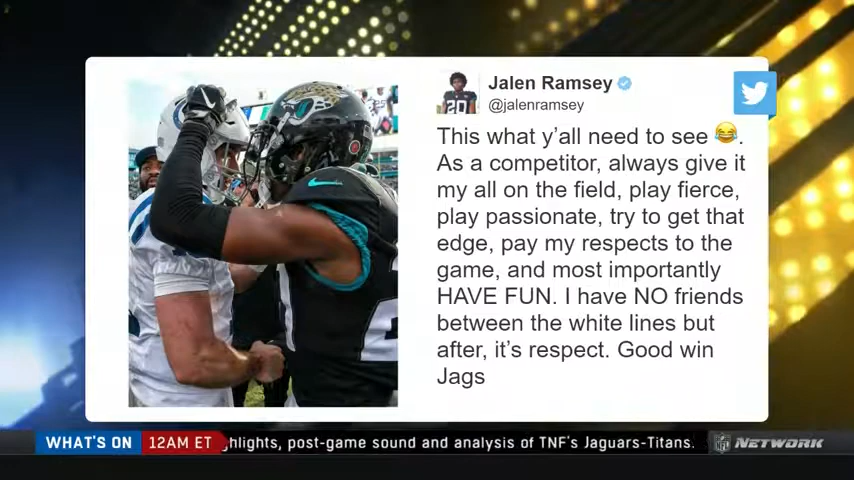 Jalen Ramsey
@jalenramsey
This what y'all need to see 😂.
As a competitor, always give it
my all on the field, play fierce,
play passionate, try to get that
edge, pay my respects to the
game, and most importantly
HAVE FUN. I have NO friends
between the white lines but
after, it's respect. Good win
Jags
WHAT'S ON 12AM ET hlights, post-game sound and analysis of TNF's Jaguars-Titans. NFL NETWORK
20